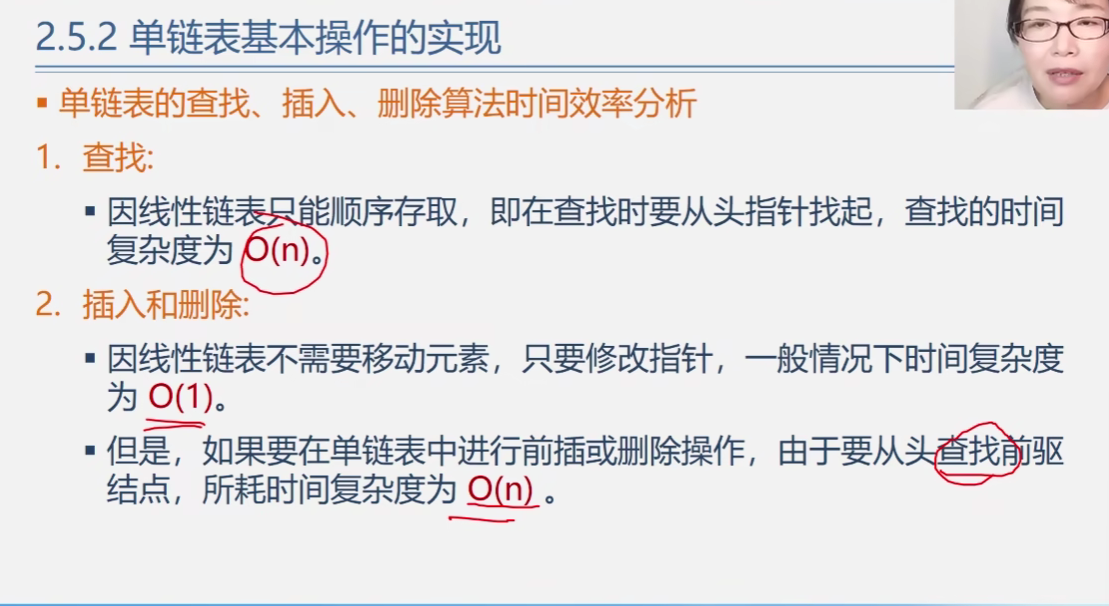 2.5.2 单链表基本操作的实现
▪ 单链表的查找、插入、删除算法时间效率分析
1. 查找:
▪ 因线性链表只能顺序存取，即在查找时要从头指针找起，查找的时间
复杂度为 O(n)。
2. 插入和删除:
▪ 因线性链表不需要移动元素，只要修改指针，一般情况下时间复杂度
为 O(1)。
▪ 但是，如果要在单链表中进行前插或删除操作，由于要从头查找前驱
结点，所耗时间复杂度为 O(n) 。